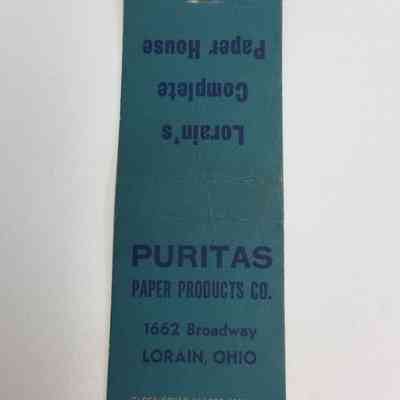 Lorain's
Complete
Paper House
PURITAS
PAPER PRODUCTS CO.
1662 Broadway
LORAIN, OHIO